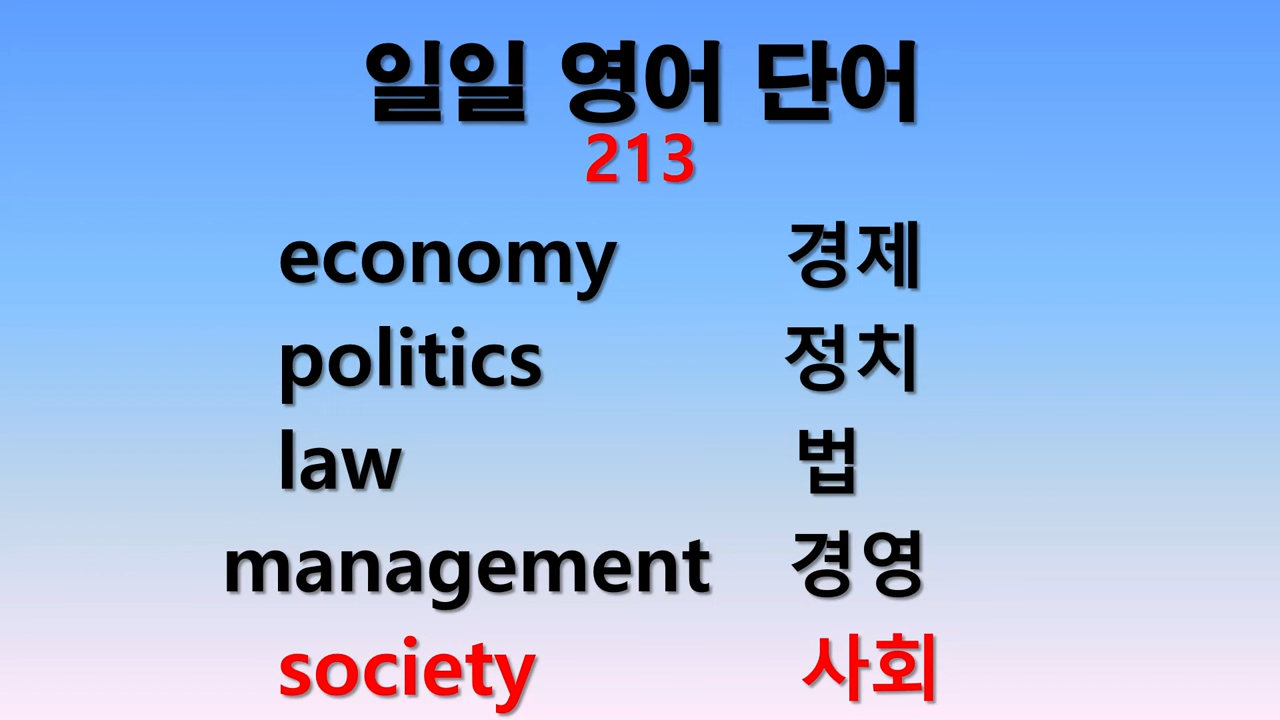 일일 영어 단어
213
economy 경제
politics 정치
law 법
management 경영
society 사회